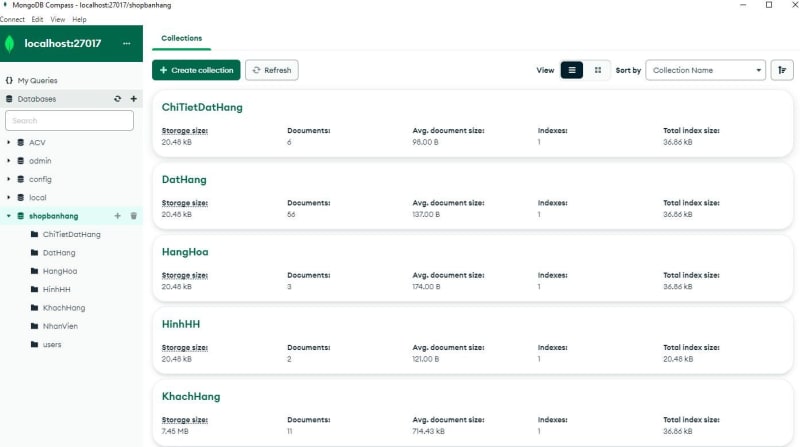 MongoDB Compass - localhost:27017/shopbanhang
Connect Edit View Help
localhost:27017 ...
My Queries
Databases
Search
ACV
admin
config
local
shopbanhang
ChiTietDatHang
DatHang
HangHoa
HinhHH
KhachHang
NhanVien
users
Collections
Create collection
Refresh
View
Sort by
Collection Name
ChiTietDatHang
Storage size: Documents: Avg. document size: Indexes: Total index size:
20.48 kB 6 98.00 B 1 36.86 kB
DatHang
Storage size: Documents: Avg. document size: Indexes: Total index size:
20.48 kB 56 137.00 B 1 36.86 kB
HangHoa
Storage size: Documents: Avg. document size: Indexes: Total index size:
20.48 kB 3 174.00 B 1 36.86 kB
HinhHH
Storage size: Documents: Avg. document size: Indexes: Total index size:
20.48 kB 2 121.00 B 1 20.48 kB
KhachHang
Storage size: Documents: Avg. document size: Indexes: Total index size:
7.45 MB 11 714.43 kB 1 36.86 kB